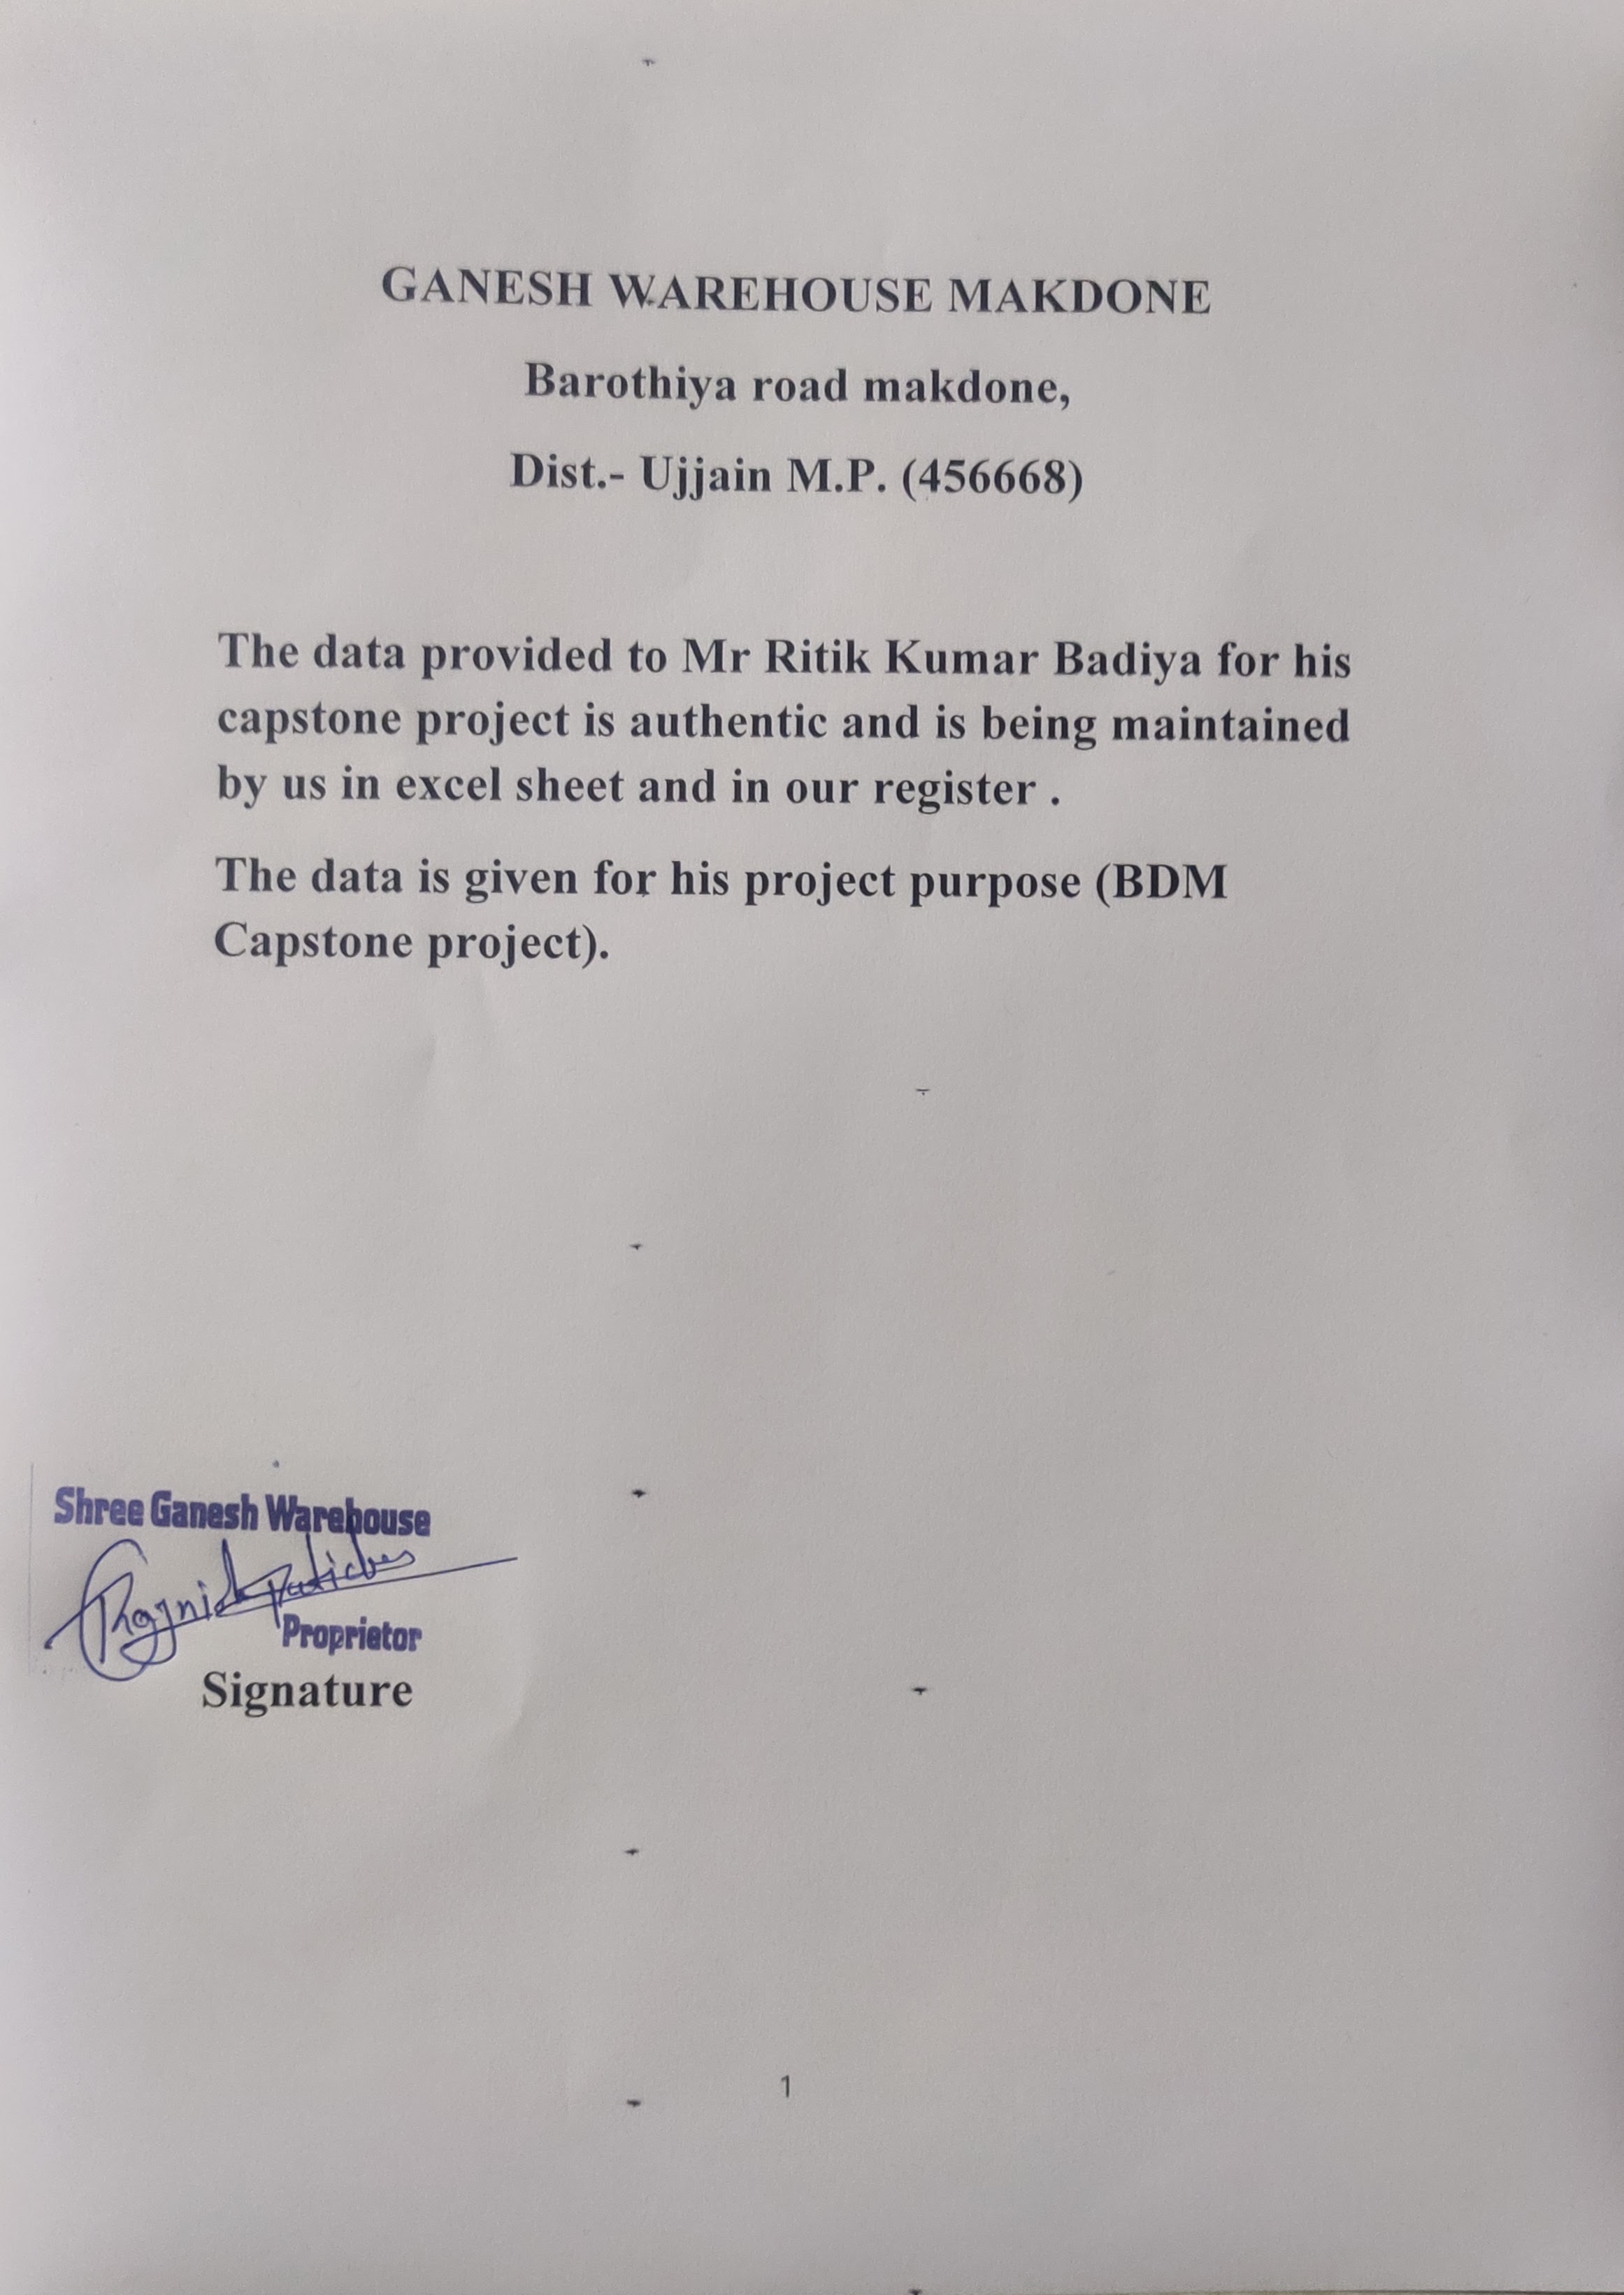 GANESH WAREHOUSE MAKDONE
Barothiya road makdone,
Dist.- Ujjain M.P. (456668)
The data provided to Mr Ritik Kumar Badiya for his
capstone project is authentic and is being maintained
by us in excel sheet and in our register .
The data is given for his project purpose (BDM
Capstone project).
Shree Ganesh Warehouse
Proprietor
Signature
1